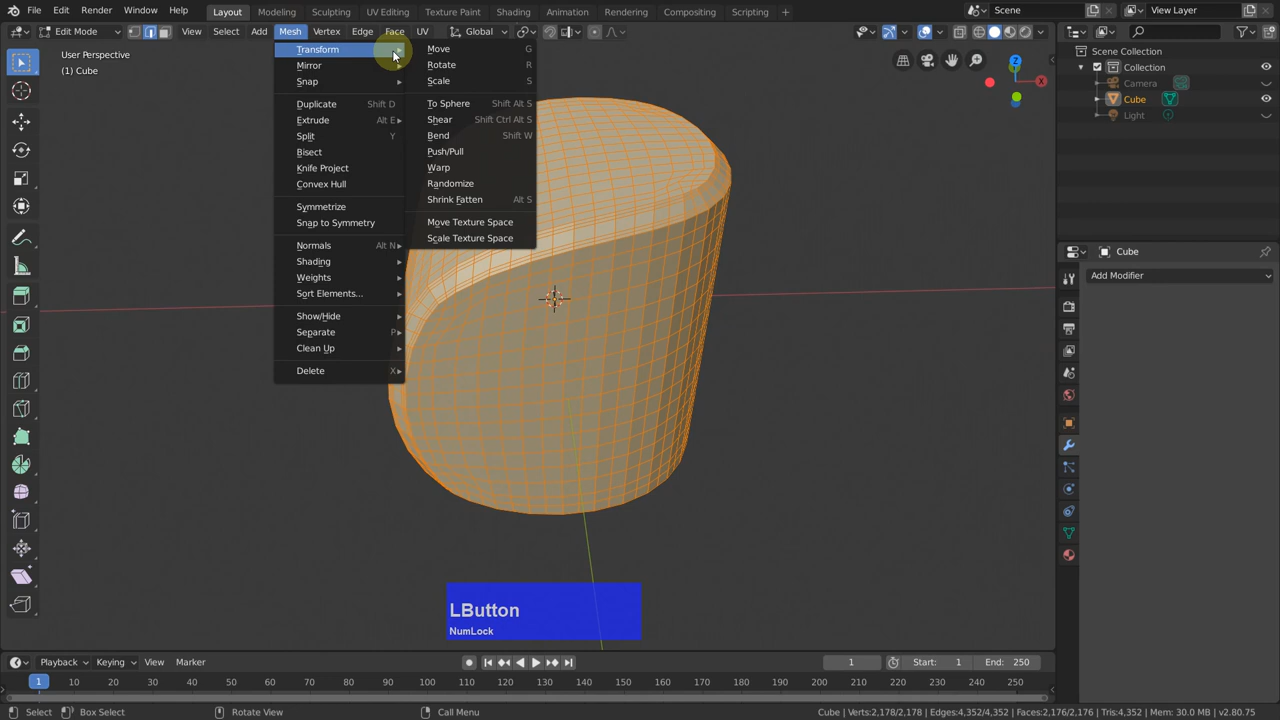 File Edit Render Window Help Layout Modeling Sculpting UV Editing Texture Paint Shading Animation Rendering Compositing Scripting + Scene View Layer
Edit Mode View Select Add Mesh Vertex Edge Face UV Global
User Perspective
(1) Cube
Transform
Mirror
Snap
Duplicate Shift D
Extrude Alt E
Split Y
Bisect
Knife Project
Convex Hull
Symmetrize
Snap to Symmetry
Normals Alt N
Shading
Weights
Sort Elements...
Show/Hide
Separate P
Clean Up
Delete X
Move G
Rotate R
Scale S
To Sphere Shift Alt S
Shear Shift Ctrl Alt S
Bend Shift W
Push/Pull
Warp
Randomize
Shrink Fatten Alt S
Move Texture Space
Scale Texture Space
Z
Scene Collection
Collection
Camera
Cube
Light
Cube
Add Modifier
LButton
NumLock
Playback Keying View Marker 1 Start: 1 End: 250
1 10 20 30 40 50 60 70 80 90 100 110 120 130 140 150 160 170 180 190 200 210 220 230 240 250
Select Box Select Rotate View Call Menu Cube | Verts:2,178/2,178 | Edges:4,352/4,352 | Faces:2,176/2,176 | Tris:4,352 | Mem: 30.0 MB | v2.80.75